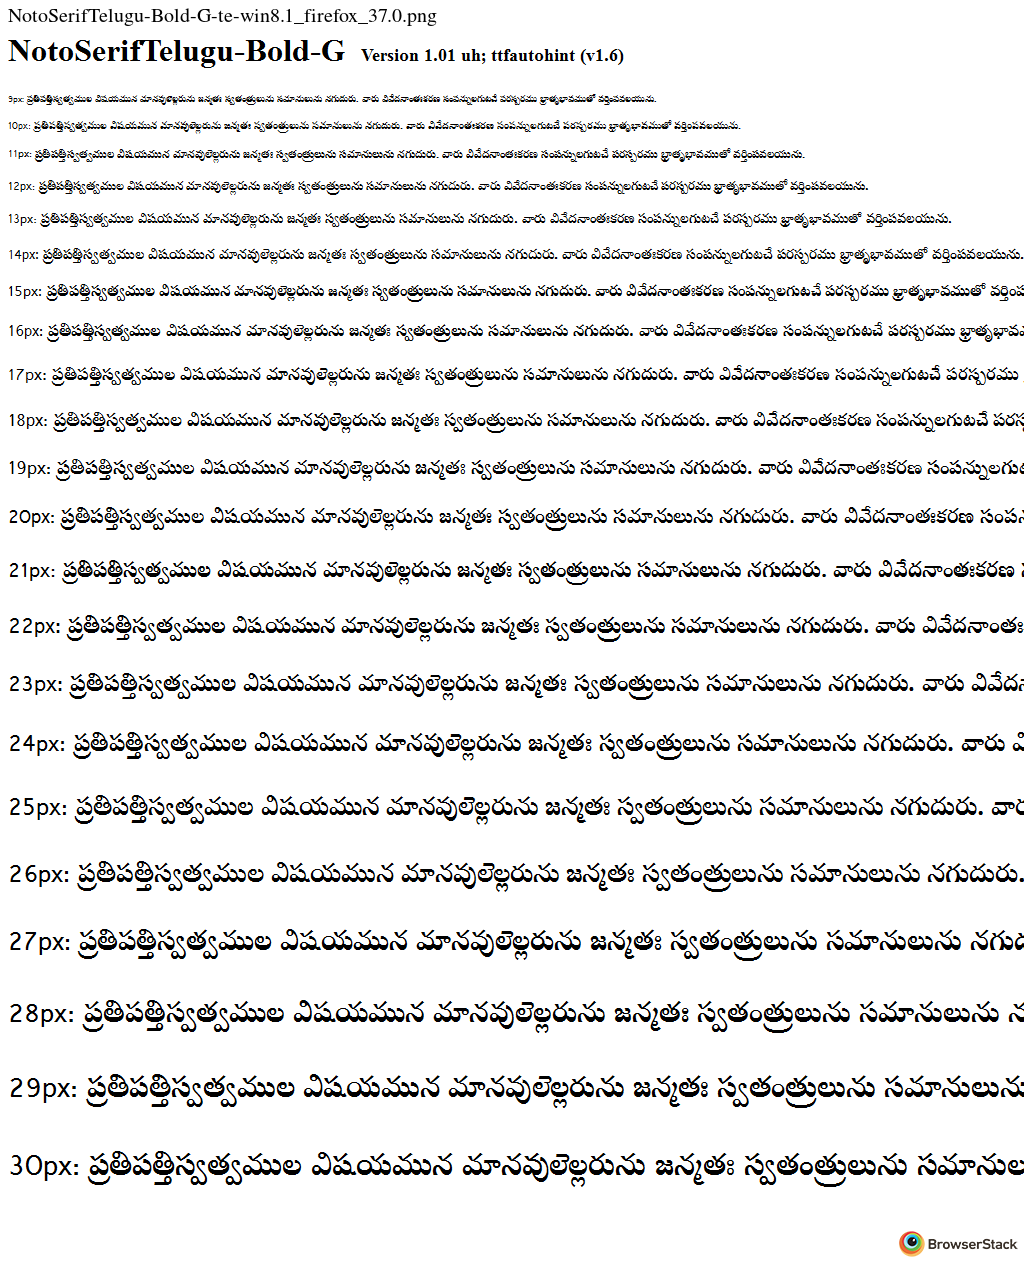 NotoSerifTelugu-Bold-G-te-win8.1_firefox_37.0.png
NotoSerifTelugu-Bold-G Version 1.01 uh; ttfautohint (v1.6)
9px: ప్రతిపత్తిస్వత్వముల విషయమున మానవులెల్లరును జన్మతః స్వతంత్రులును సమానులును నగుదురు. వారు వివేదనాంతఃకరణ సంపన్నులగుటచే పరస్పరము భ్రాతృభావముతో వర్తింపవలయును.
10px: ప్రతిపత్తిస్వత్వముల విషయమున మానవులెల్లరును జన్మతః స్వతంత్రులును సమానులును నగుదురు. వారు వివేదనాంతఃకరణ సంపన్నులగుటచే పరస్పరము భ్రాతృభావముతో వర్తింపవలయును.
11px: ప్రతిపత్తిస్వత్వముల విషయమున మానవులెల్లరును జన్మతః స్వతంత్రులును సమానులును నగుదురు. వారు వివేదనాంతఃకరణ సంపన్నులగుటచే పరస్పరము భ్రాతృభావముతో వర్తింపవలయును.
12px: ప్రతిపత్తిస్వత్వముల విషయమున మానవులెల్లరును జన్మతః స్వతంత్రులును సమానులును నగుదురు. వారు వివేదనాంతఃకరణ సంపన్నులగుటచే పరస్పరము భ్రాతృభావముతో వర్తింపవలయును.
13px: ప్రతిపత్తిస్వత్వముల విషయమున మానవులెల్లరును జన్మతః స్వతంత్రులును సమానులును నగుదురు. వారు వివేదనాంతఃకరణ సంపన్నులగుటచే పరస్పరము భ్రాతృభావముతో వర్తింపవలయును.
14px: ప్రతిపత్తిస్వత్వముల విషయమున మానవులెల్లరును జన్మతః స్వతంత్రులును సమానులును నగుదురు. వారు వివేదనాంతఃకరణ సంపన్నులగుటచే పరస్పరము భ్రాతృభావముతో వర్తింపవలయును.
15px: ప్రతిపత్తిస్వత్వముల విషయమున మానవులెల్లరును జన్మతః స్వతంత్రులును సమానులును నగుదురు. వారు వివేదనాంతఃకరణ సంపన్నులగుటచే పరస్పరము భ్రాతృభావముతో వర్తింప
16px: ప్రతిపత్తిస్వత్వముల విషయమున మానవులెల్లరును జన్మతః స్వతంత్రులును సమానులును నగుదురు. వారు వివేదనాంతఃకరణ సంపన్నులగుటచే పరస్పరము భ్రాతృభావ
17px: ప్రతిపత్తిస్వత్వముల విషయమున మానవులెల్లరును జన్మతః స్వతంత్రులును సమానులును నగుదురు. వారు వివేదనాంతఃకరణ సంపన్నులగుటచే పరస్పరము
18px: ప్రతిపత్తిస్వత్వముల విషయమున మానవులెల్లరును జన్మతః స్వతంత్రులును సమానులును నగుదురు. వారు వివేదనాంతఃకరణ సంపన్నులగుటచే పరస్ప
19px: ప్రతిపత్తిస్వత్వముల విషయమున మానవులెల్లరును జన్మతః స్వతంత్రులును సమానులును నగుదురు. వారు వివేదనాంతఃకరణ సంపన్నులగుట
20px: ప్రతిపత్తిస్వత్వముల విషయమున మానవులెల్లరును జన్మతః స్వతంత్రులును సమానులును నగుదురు. వారు వివేదనాంతఃకరణ సంప
21px: ప్రతిపత్తిస్వత్వముల విషయమున మానవులెల్లరును జన్మతః స్వతంత్రులును సమానులును నగుదురు. వారు వివేదనాంతఃకరణ
22px: ప్రతిపత్తిస్వత్వముల విషయమున మానవులెల్లరును జన్మతః స్వతంత్రులును సమానులును నగుదురు. వారు వివేదనాంతః
23px: ప్రతిపత్తిస్వత్వముల విషయమున మానవులెల్లరును జన్మతః స్వతంత్రులును సమానులును నగుదురు. వారు వివేదన
24px: ప్రతిపత్తిస్వత్వముల విషయమున మానవులెల్లరును జన్మతః స్వతంత్రులును సమానులును నగుదురు. వారు వి
25px: ప్రతిపత్తిస్వత్వముల విషయమున మానవులెల్లరును జన్మతః స్వతంత్రులును సమానులును నగుదురు. వార
26px: ప్రతిపత్తిస్వత్వముల విషయమున మానవులెల్లరును జన్మతః స్వతంత్రులును సమానులును నగుదురు.
27px: ప్రతిపత్తిస్వత్వముల విషయమున మానవులెల్లరును జన్మతః స్వతంత్రులును సమానులును నగుద
28px: ప్రతిపత్తిస్వత్వముల విషయమున మానవులెల్లరును జన్మతః స్వతంత్రులును సమానులును న
29px: ప్రతిపత్తిస్వత్వముల విషయమున మానవులెల్లరును జన్మతః స్వతంత్రులును సమానులును
30px: ప్రతిపత్తిస్వత్వముల విషయమున మానవులెల్లరును జన్మతః స్వతంత్రులును సమానుల
BrowserStack